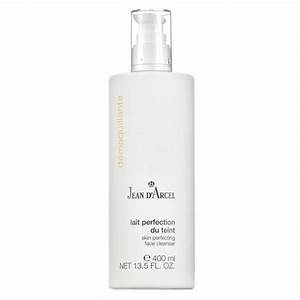 démaquillante
JEAN D'ARCEL
lait perfection
du teint
skin perfecting
face cleanser
℮ 400 ml
NET 13.5 FL. OZ.